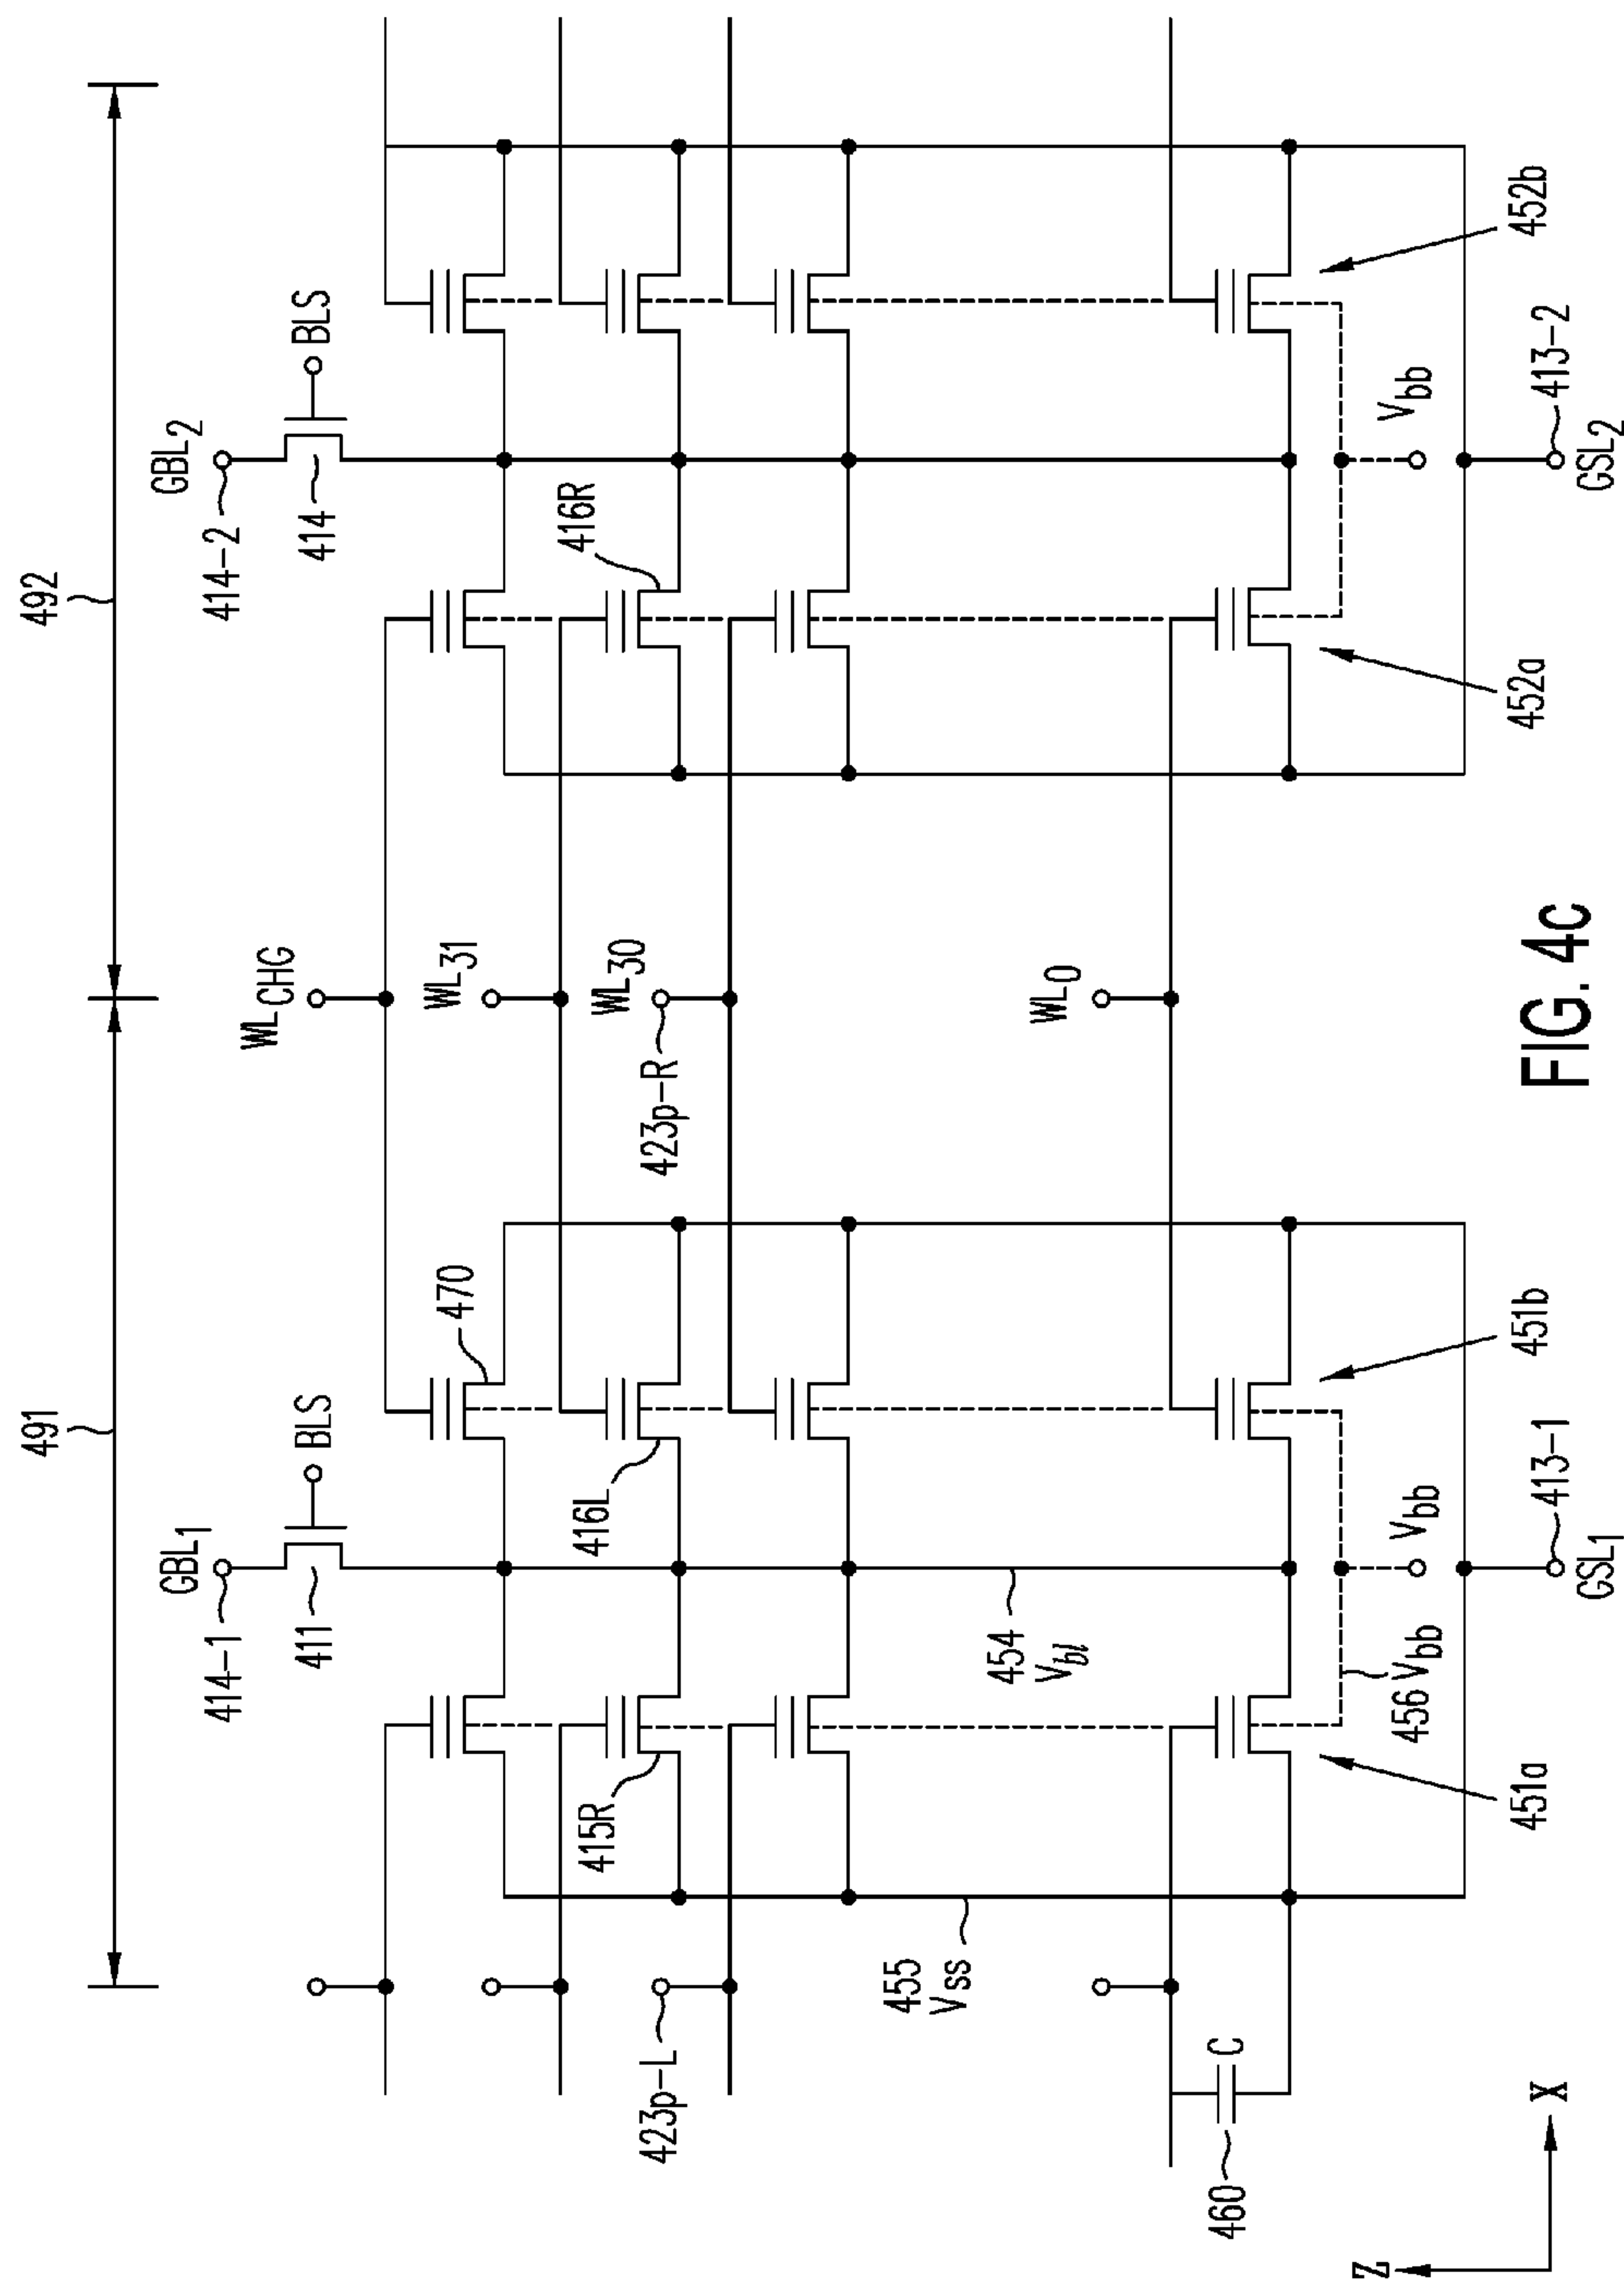 491
492
GBL1
GBL2
414-1
411
BLS
414-2
414
BLS
WLCHG
WL31
WL30
423p-R
WL0
423p-L
470
415R
416L
416R
455
Vss
454
Vbl
460
C
456 Vbb
Vbb
Vbb
451a
451b
452a
452b
413-1
413-2
GSL1
GSL2
Z
X
FIG. 4c